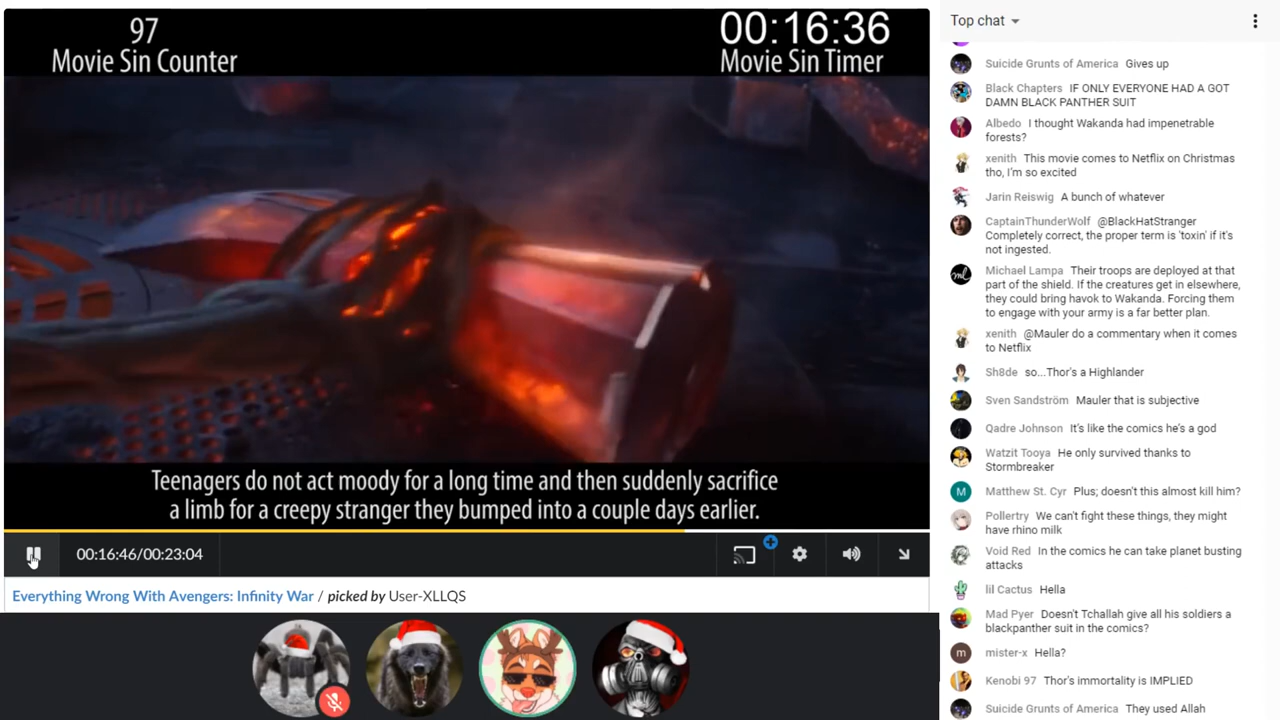 97
Movie Sin Counter
00:16:36
Movie Sin Timer
Teenagers do not act moody for a long time and then suddenly sacrifice
a limb for a creepy stranger they bumped into a couple days earlier.
00:16:46/00:23:04
Everything Wrong With Avengers: Infinity War / picked by User-XLLQS
Top chat
Suicide Grunts of America Gives up
Black Chapters IF ONLY EVERYONE HAD A GOT
DAMN BLACK PANTHER SUIT
Albedo I thought Wakanda had impenetrable
forests?
xenith This movie comes to Netflix on Christmas
tho, I'm so excited
Jarin Reiswig A bunch of whatever
CaptainThunderWolf @BlackHatStranger
Completely correct, the proper term is 'toxin' if it's
not ingested.
Michael Lampa Their troops are deployed at that
part of the shield. If the creatures get in elsewhere,
they could bring havok to Wakanda. Forcing them
to engage with your army is a far better plan.
xenith @Mauler do a commentary when it comes
to Netflix
Sh8de so...Thor's a Highlander
Sven Sandström Mauler that is subjective
Qadre Johnson It's like the comics he's a god
Watzit Tooya He only survived thanks to
Stormbreaker
M Matthew St. Cyr Plus; doesn't this almost kill him?
Pollertry We can't fight these things, they might
have rhino milk
Void Red In the comics he can take planet busting
attacks
lil Cactus Hella
Mad Pyer Doesn't Tchallah give all his soldiers a
blackpanther suit in the comics?
m mister-x Hella?
Kenobi 97 Thor's immortality is IMPLIED
Suicide Grunts of America They used Allah